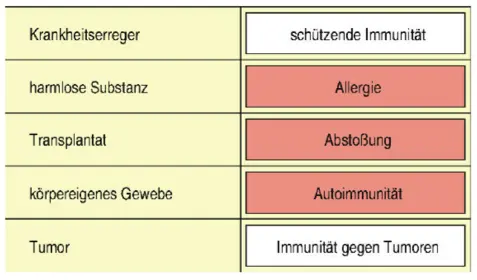 Krankheitserreger schützende Immunität
harmlose Substanz Allergie
Transplantat Abstoßung
körpereigenes Gewebe Autoimmunität
Tumor Immunität gegen Tumoren